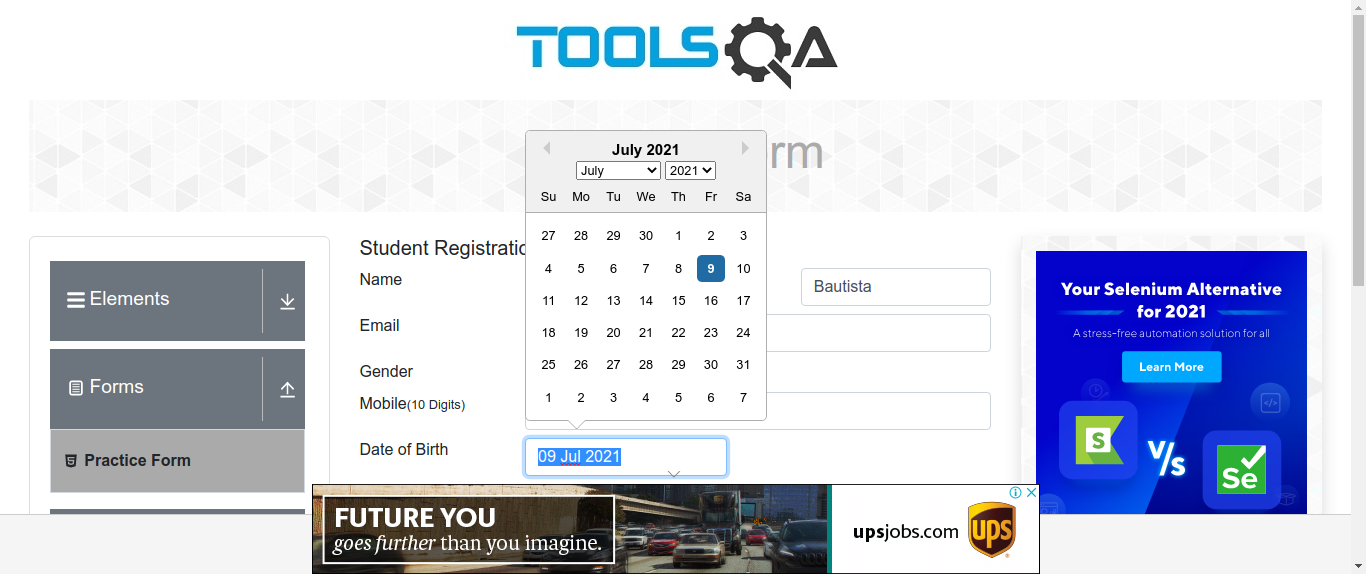 TOOLSQA
rm
July 2021
July 2021
Su Mo Tu We Th Fr Sa
27 28 29 30 1 2 3
4 5 6 7 8 9 10
11 12 13 14 15 16 17
18 19 20 21 22 23 24
25 26 27 28 29 30 31
1 2 3 4 5 6 7
Elements
Forms
Practice Form
Student Registratio
Name
Bautista
Email
Gender
Mobile(10 Digits)
Date of Birth
09 Jul 2021
Your Selenium Alternative
for 2021
A stress-free automation solution for all
Learn More
S
V/s
Se
FUTURE YOU
goes further than you imagine.
upsjobs.com
ups